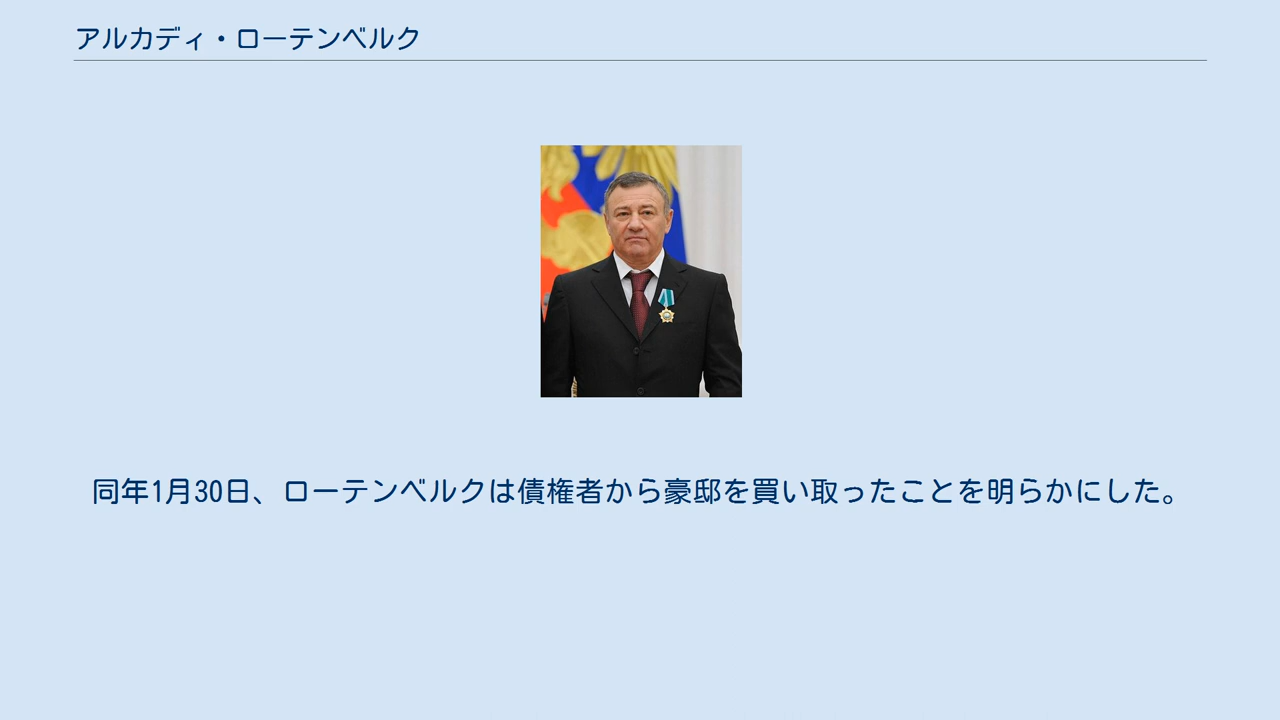 アルカディ・ローテンベルク
同年1月30日、ローテンベルクは債権者から豪邸を買い取ったことを明らかにした。